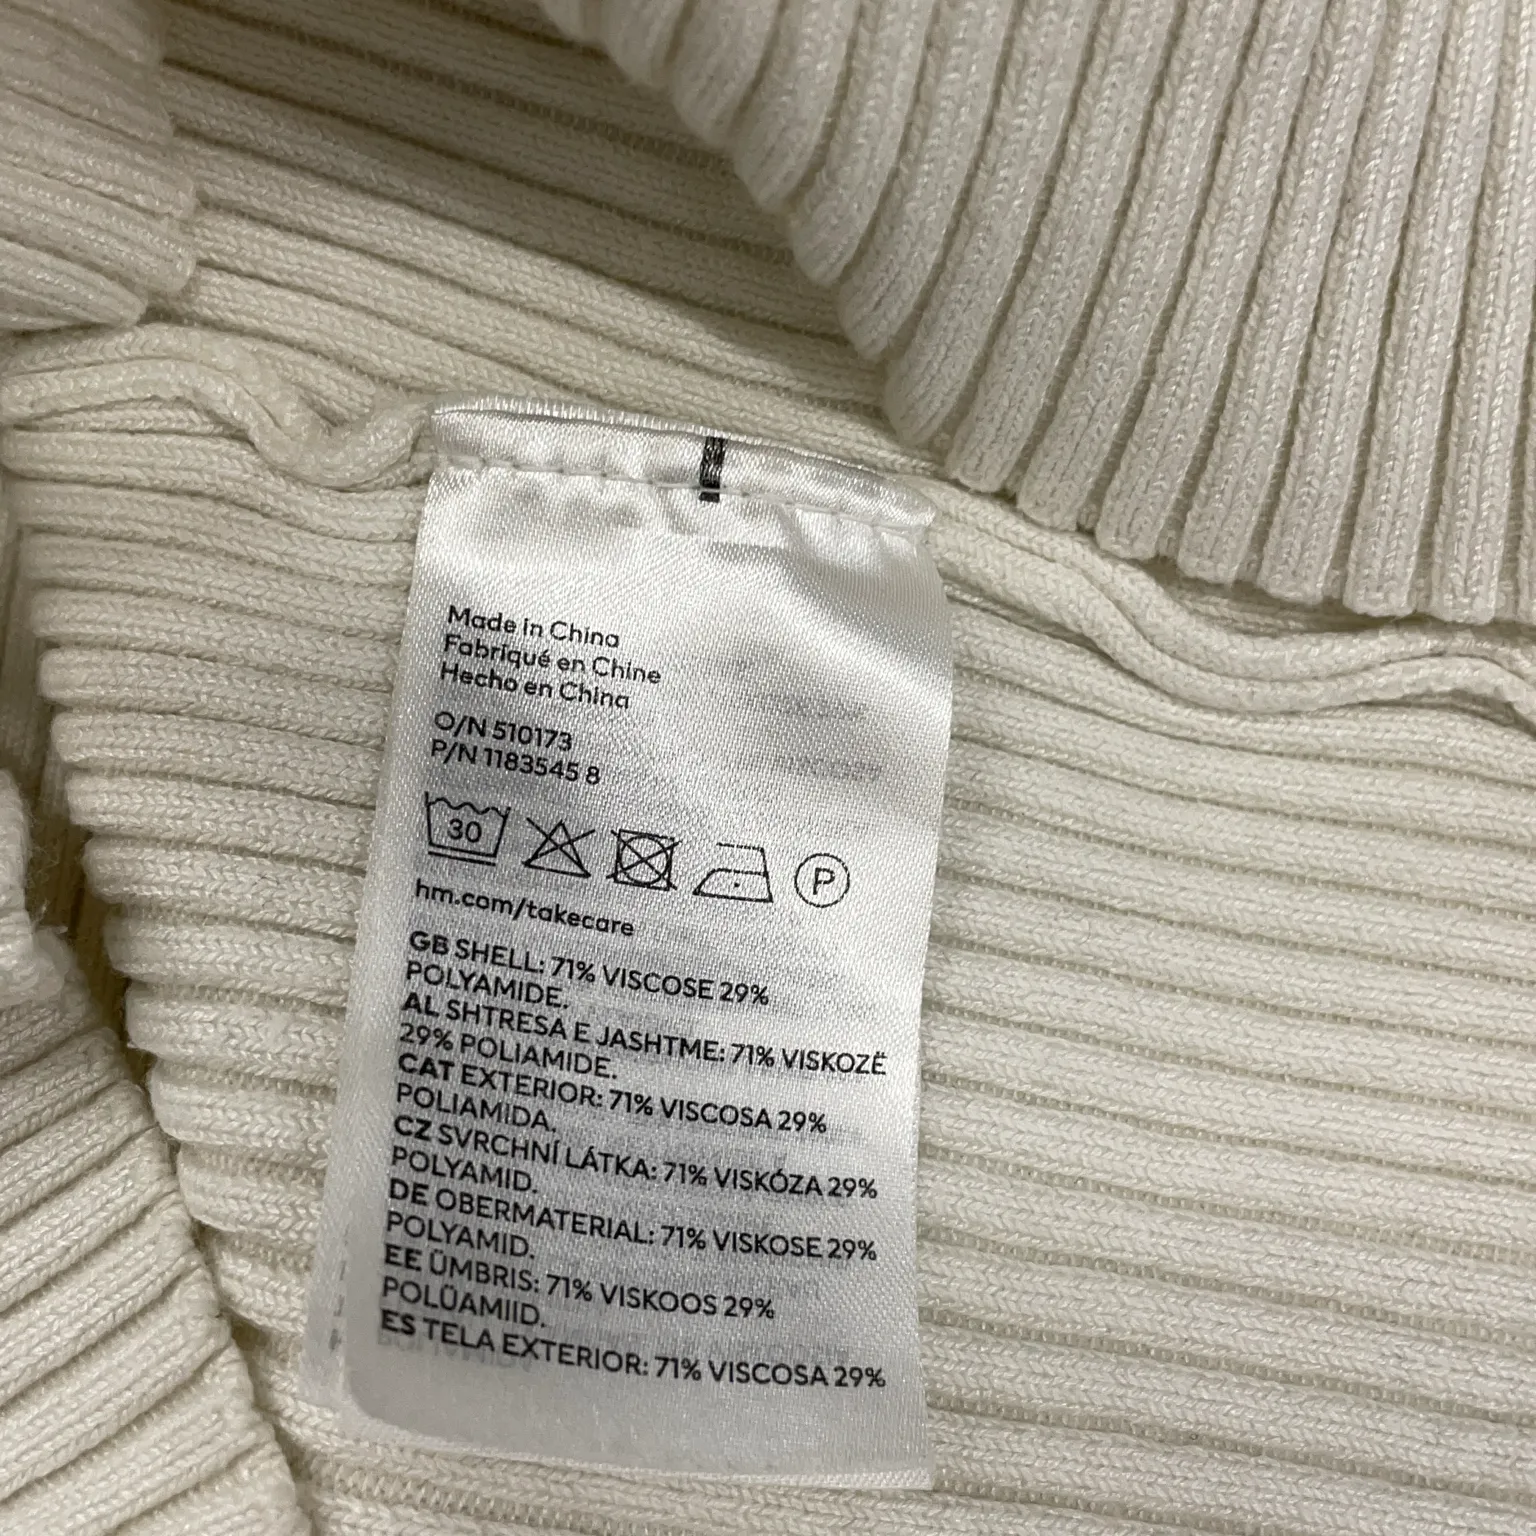 Made in China
Fabriqué en Chine
Hecho en China
O/N 510173
P/N 1183545 8
30
P
hm.com/takecare
GB SHELL: 71% VISCOSE 29%
POLYAMIDE.
AL SHTRESA E JASHTME: 71% VISKOZË
29% POLIAMIDE.
CAT EXTERIOR: 71% VISCOSA 29%
POLIAMIDA.
CZ SVRCHNÍ LÁTKA: 71% VISKÓZA 29%
POLYAMID.
DE OBERMATERIAL: 71% VISKOSE 29%
POLYAMID.
EE ÜMBRIS: 71% VISKOOS 29%
POLÜAMIID.
ES TELA EXTERIOR: 71% VISCOSA 29%